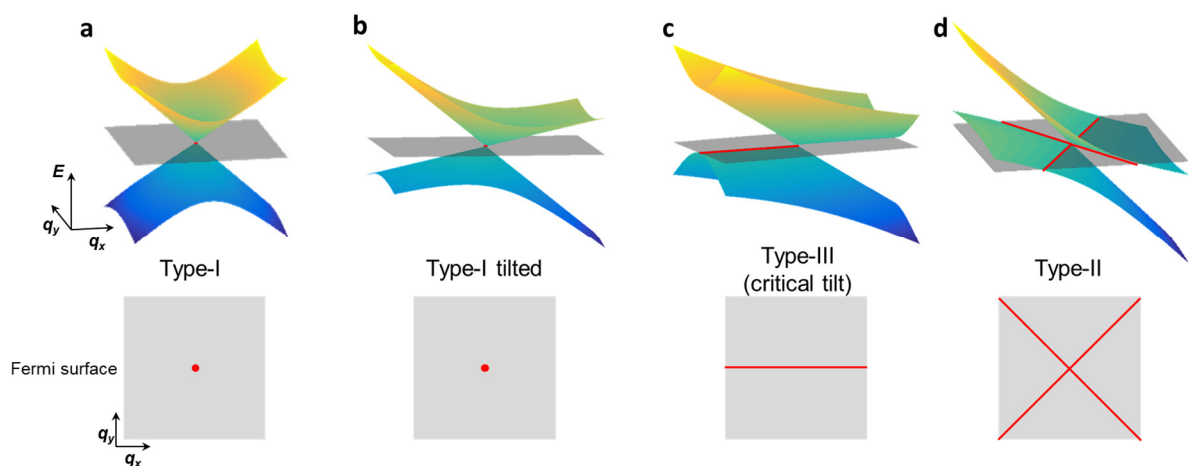 a
b
c
d
E
q_y
q_x
Type-I
Type-I tilted
Type-III
(critical tilt)
Type-II
Fermi surface
q_y
q_x